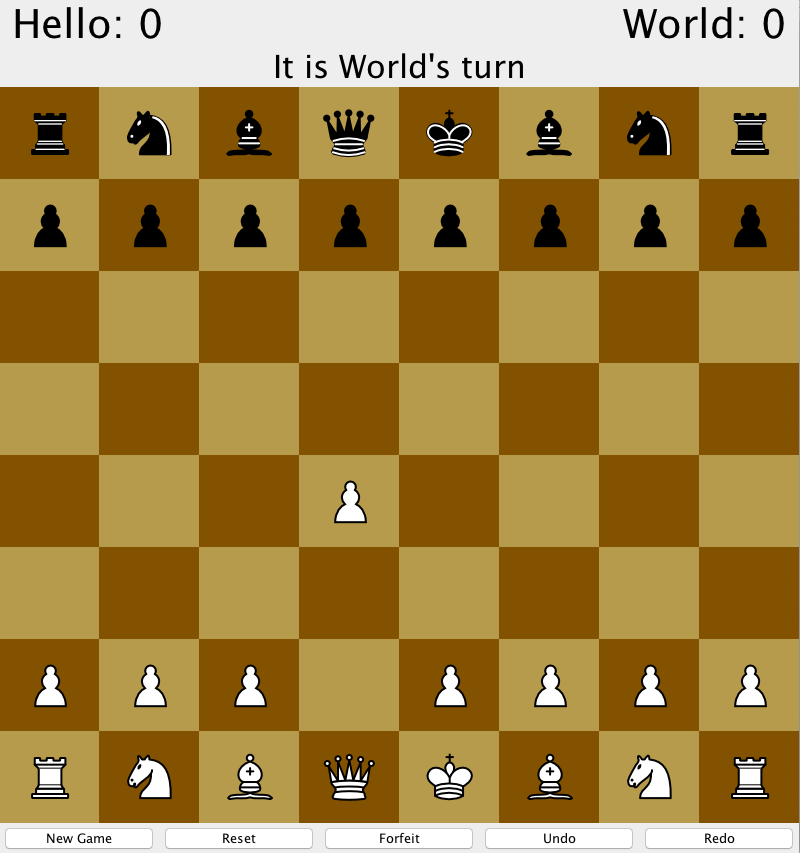 Hello: 0
World: 0
It is World's turn
New Game
Reset
Forfeit
Undo
Redo